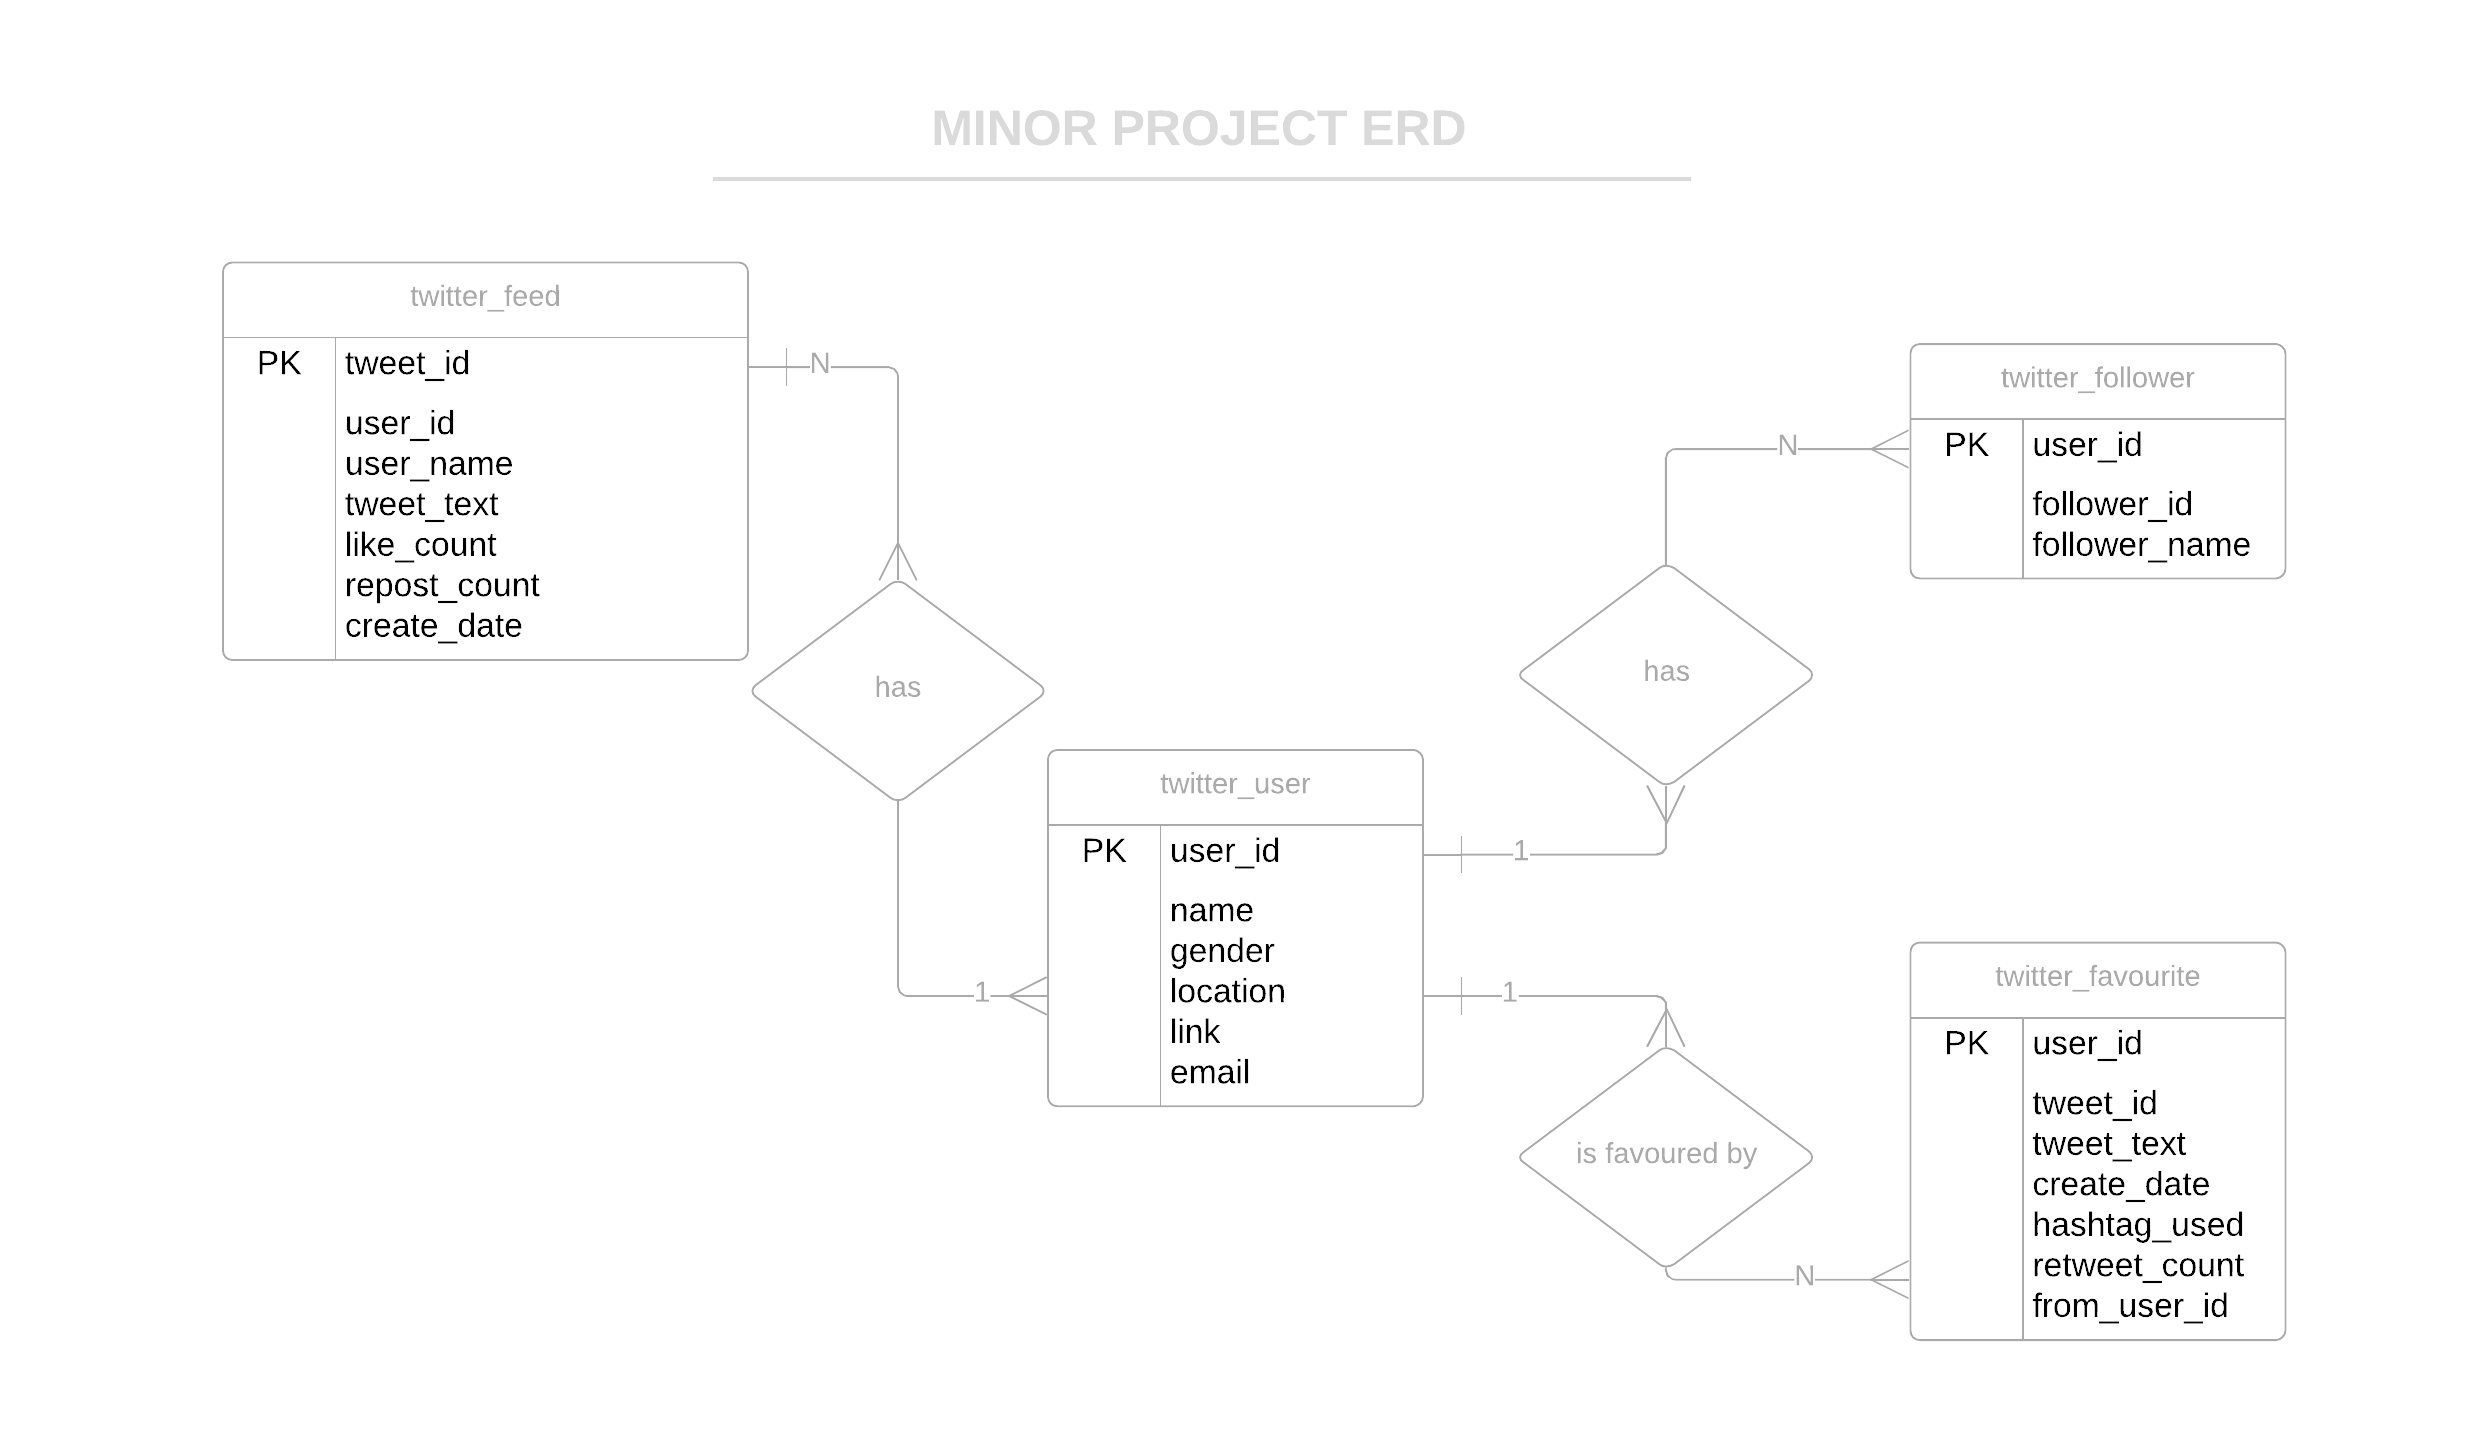 MINOR PROJECT ERD
twitter_feed
PK tweet_id
user_id
user_name
tweet_text
like_count
repost_count
create_date
N
has
1
twitter_user
PK user_id
name
gender
location
link
email
1
has
N
twitter_follower
PK user_id
follower_id
follower_name
1
is favoured by
N
twitter_favourite
PK user_id
tweet_id
tweet_text
create_date
hashtag_used
retweet_count
from_user_id